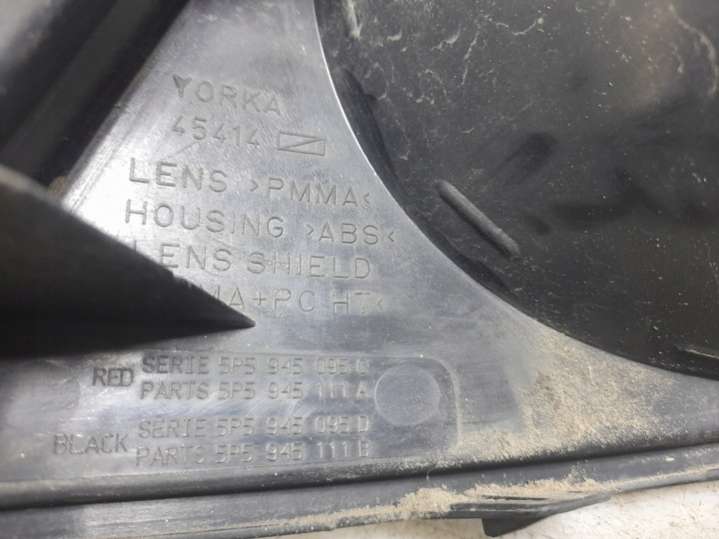 YORKA
45414
LENS >PMMA<
HOUSING >ABS<
LENS SHIELD
HT<
RED SERIE 5P5 945 095
PARTS 5P5 945 111 A
BLACK SERIE 5P5 945 095 D
PARTS 5P5 945 111 B